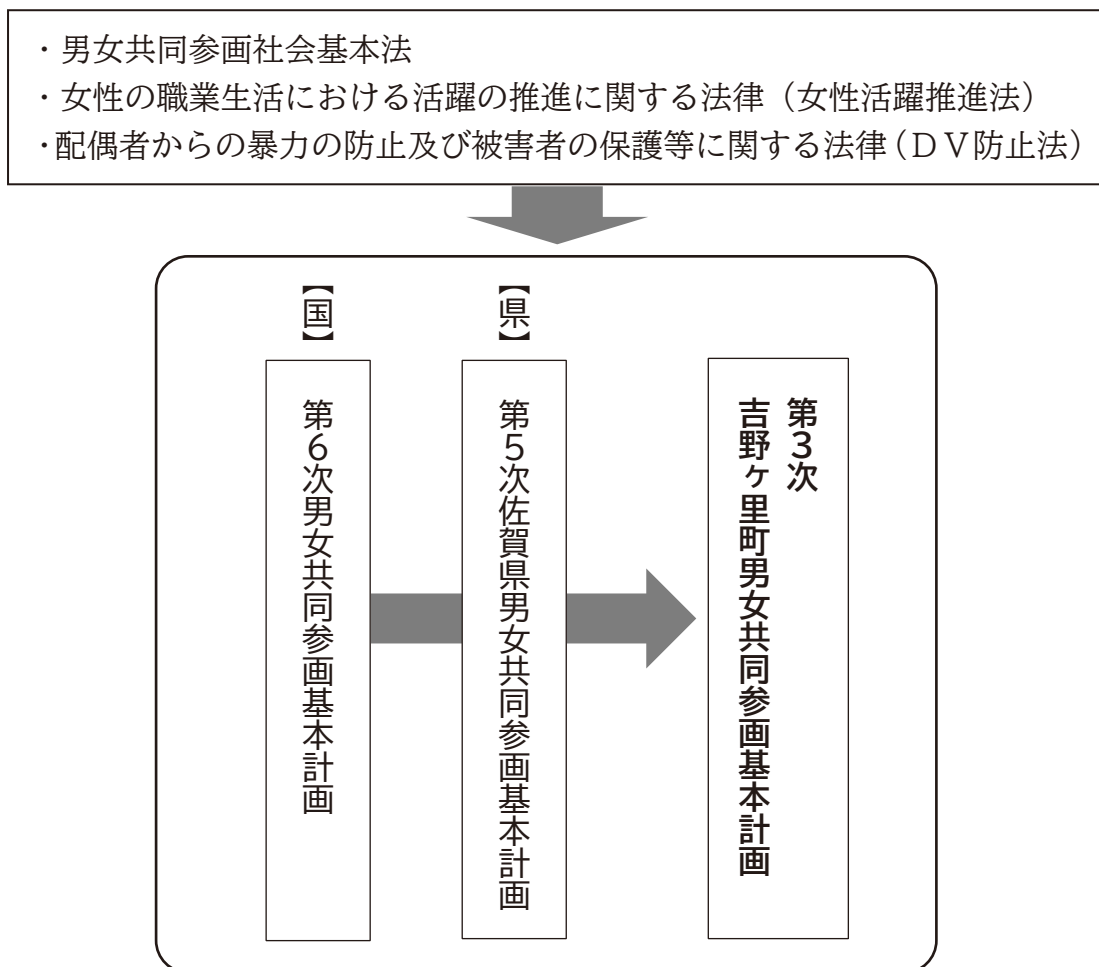 ・男女共同参画社会基本法
・女性の職業生活における活躍の推進に関する法律（女性活躍推進法）
・配偶者からの暴力の防止及び被害者の保護等に関する法律（ＤＶ防止法）
【国】
第６次男女共同参画基本計画
【県】
第５次佐賀県男女共同参画基本計画
第３次
吉野ヶ里町男女共同参画基本計画